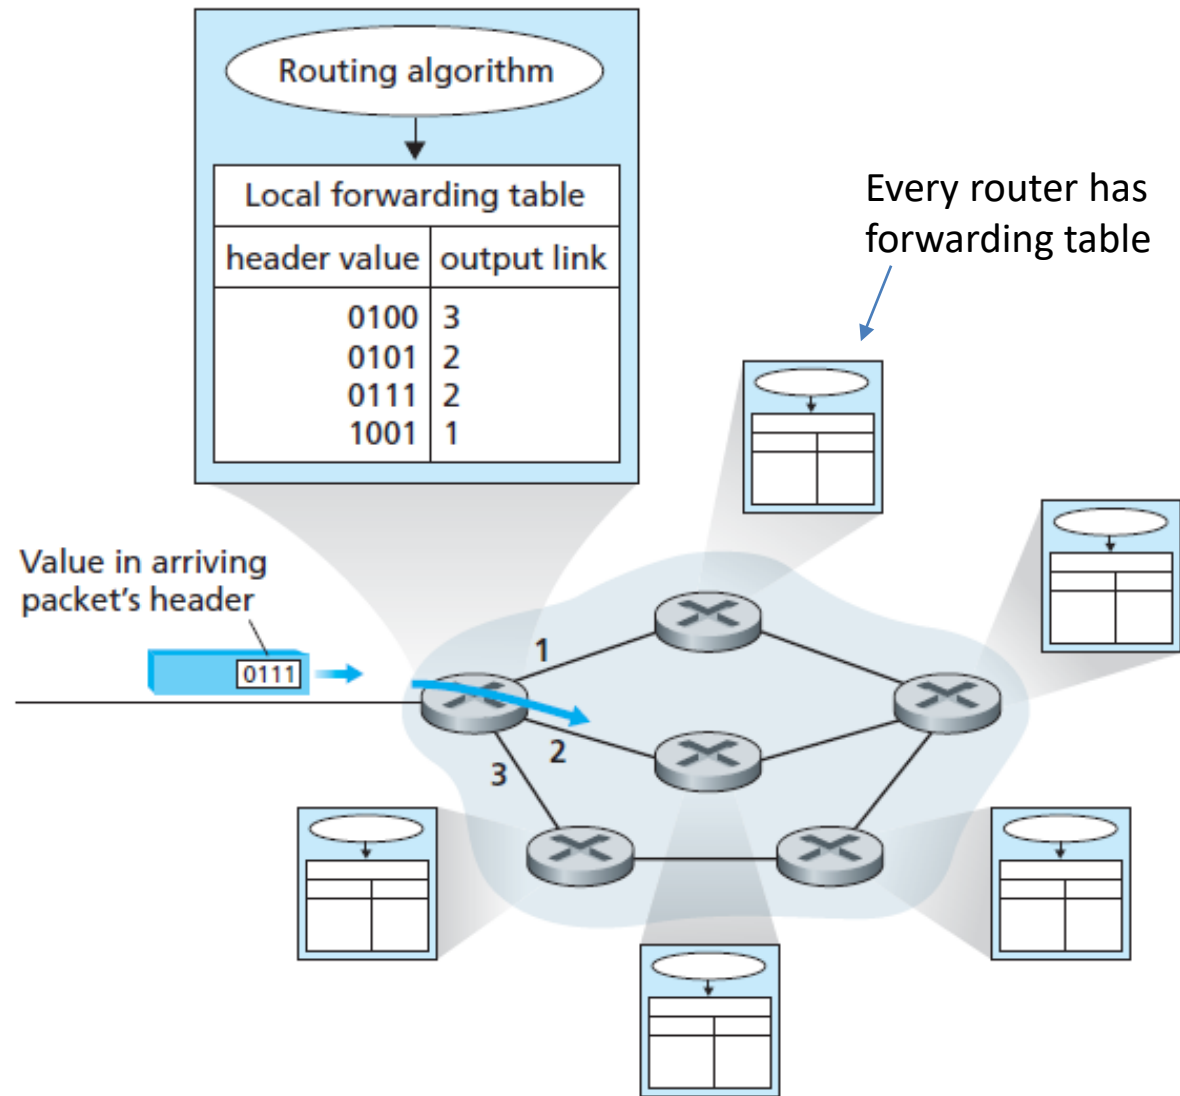 Routing algorithm
Local forwarding table
header value output link
0100 3
0101 2
0111 2
1001 1
Every router has
forwarding table
Value in arriving
packet’s header
0111
1
2
3